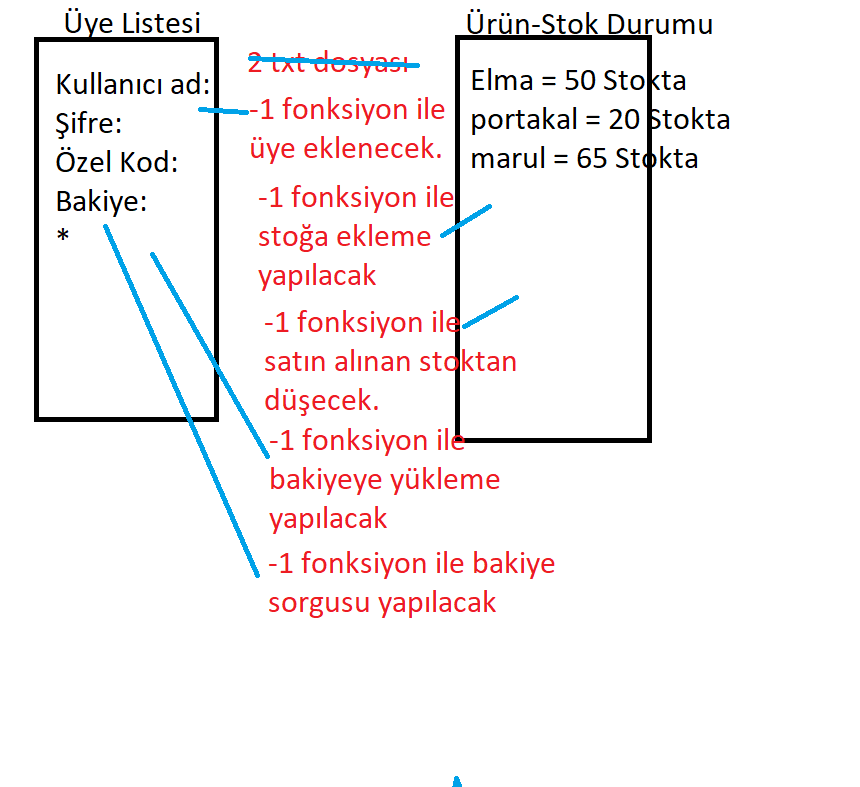 Üye Listesi
Kullanıcı ad:
Şifre:
Özel Kod:
Bakiye:
*
2 txt dosyası
-1 fonksiyon ile
üye eklenecek.
-1 fonksiyon ile
stoğa ekleme
yapılacak
-1 fonksiyon ile
satın alınan stoktan
düşecek.
-1 fonksiyon ile
bakiyeye yükleme
yapılacak
-1 fonksiyon ile bakiye
sorgusu yapılacak
Ürün-Stok Durumu
Elma = 50 Stokta
portakal = 20 Stokta
marul = 65 Stokta